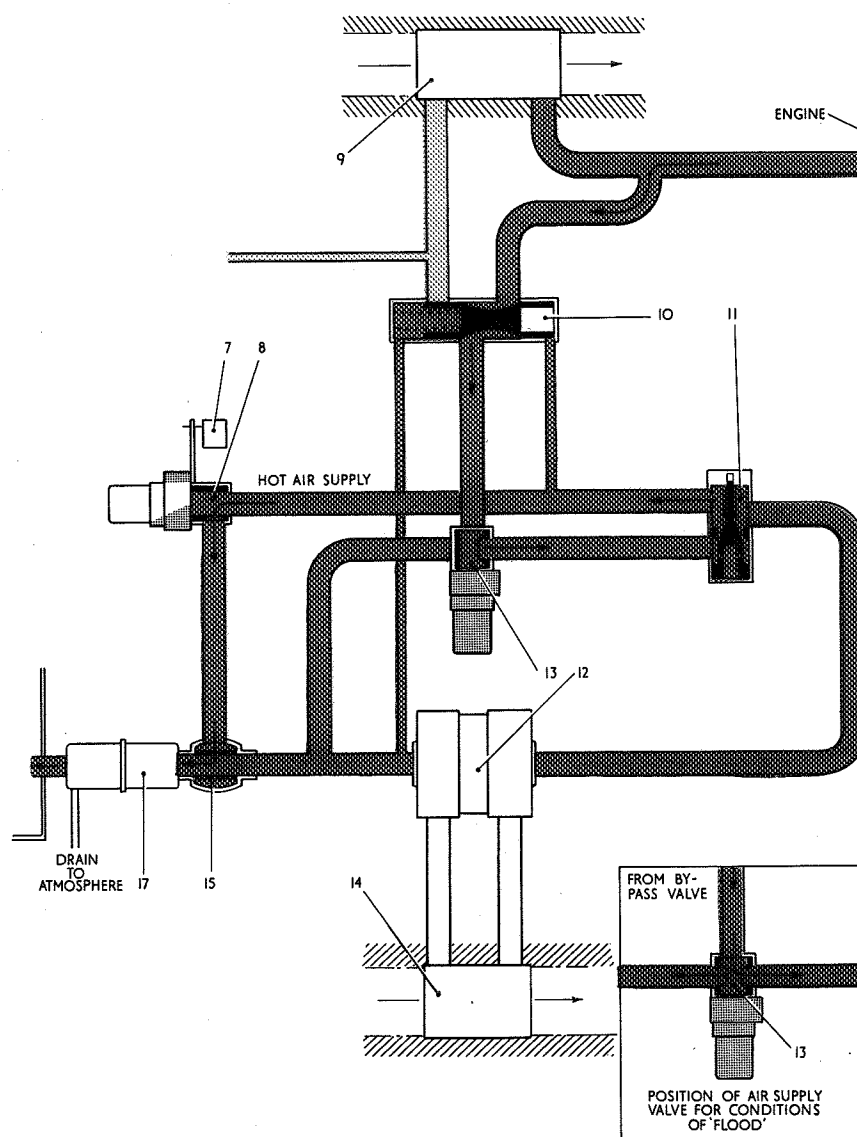 ENGINE
9
10
11
7
8
HOT AIR SUPPLY
13
12
DRAIN
TO
ATMOSPHERE
17
15
14
FROM BY-
PASS VALVE
13
POSITION OF AIR SUPPLY
VALVE FOR CONDITIONS
OF 'FLOOD'